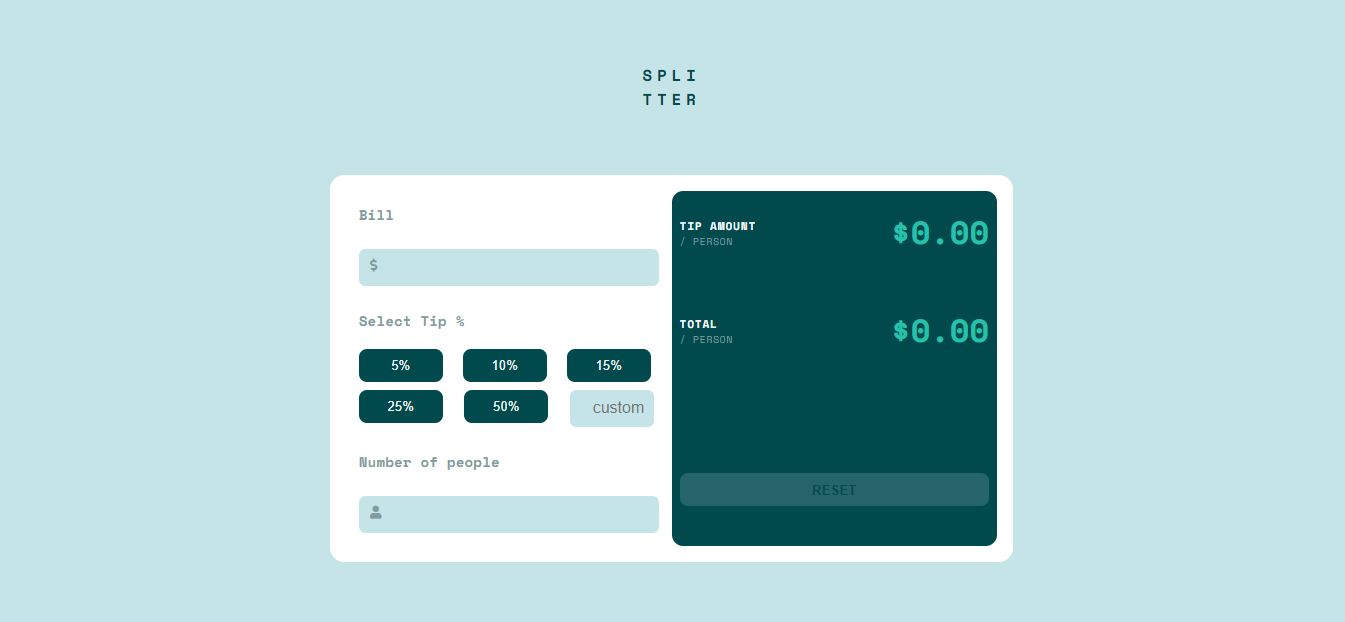 SPLI
TTER
Bill
$
Select Tip %
5% 10% 15%
25% 50% custom
Number of people
TIP AMOUNT
/ PERSON
$0.00
TOTAL
/ PERSON
$0.00
RESET